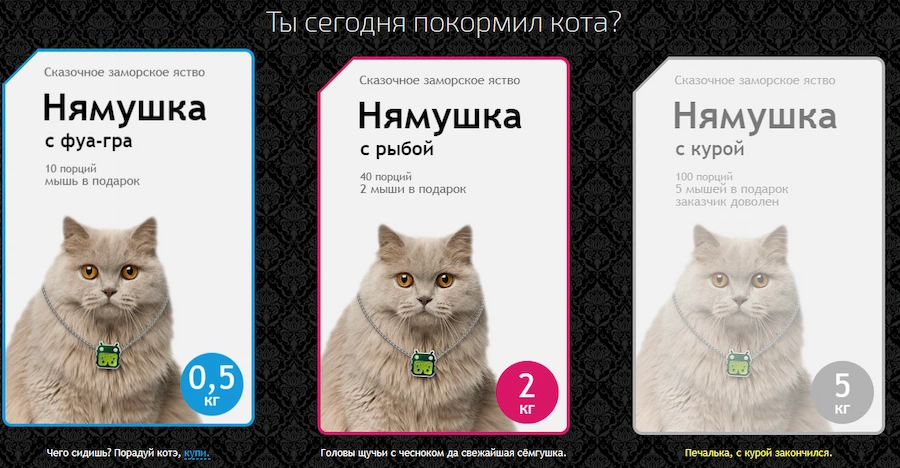 Ты сегодня покормил кота?
Сказочное заморское яство
Нямушка
с фуа-гра
10 порций
мышь в подарок
0,5
кг
Чего сидишь? Порадуй котэ, купи.
Сказочное заморское яство
Нямушка
с рыбой
40 порций
2 мыши в подарок
2
кг
Головы щучьи с чесноком да свежайшая сёмгушка.
Сказочное заморское яство
Нямушка
с курой
100 порций
5 мышей в подарок
заказчик доволен
5
кг
Печалька, с курой закончился.